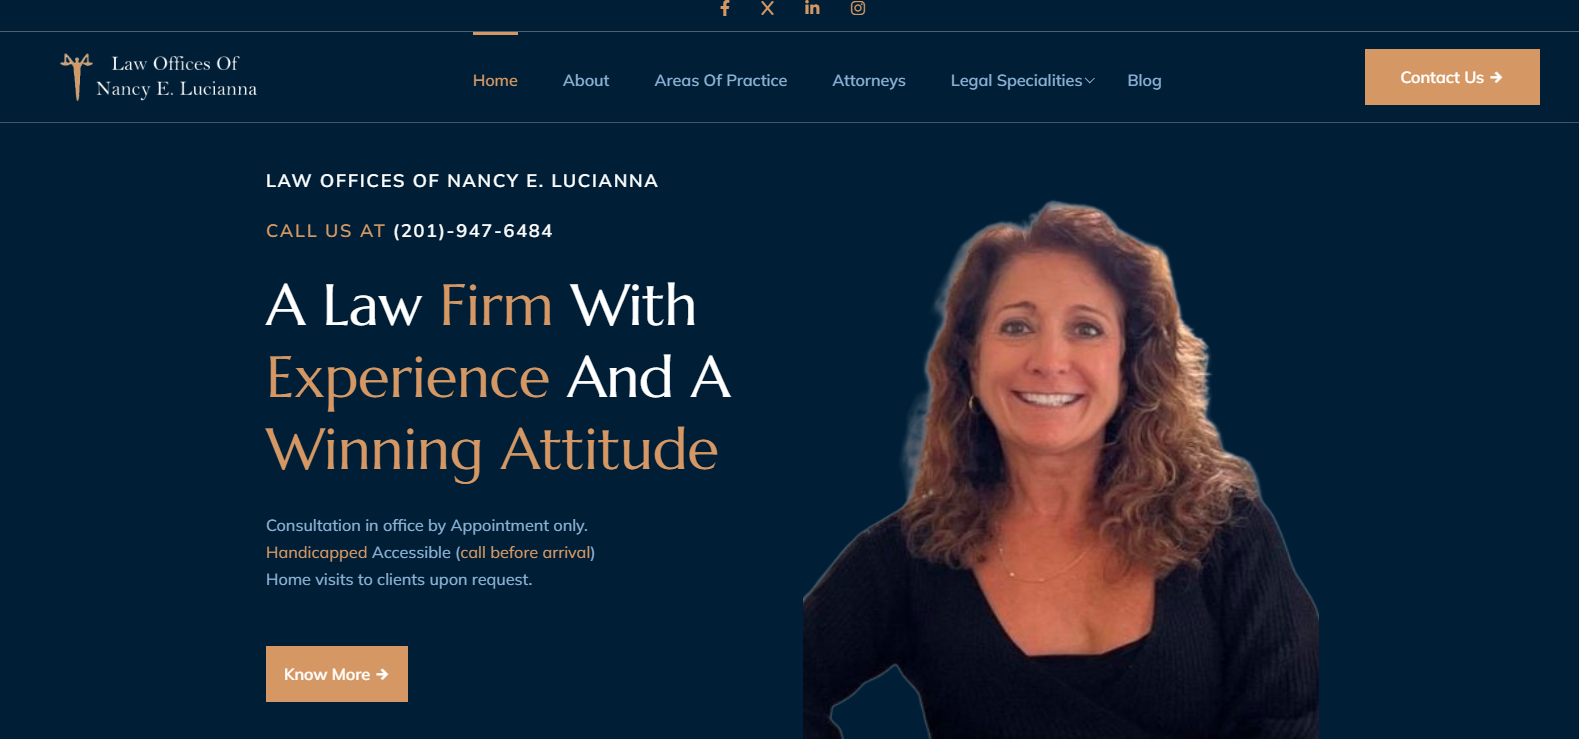 Law Offices Of
Nancy E. Lucianna
Home
About
Areas Of Practice
Attorneys
Legal Specialities
Blog
Contact Us
LAW OFFICES OF NANCY E. LUCIANNA
CALL US AT (201)-947-6484
A Law Firm With
Experience And A
Winning Attitude
Consultation in office by Appointment only.
Handicapped Accessible (call before arrival)
Home visits to clients upon request.
Know More